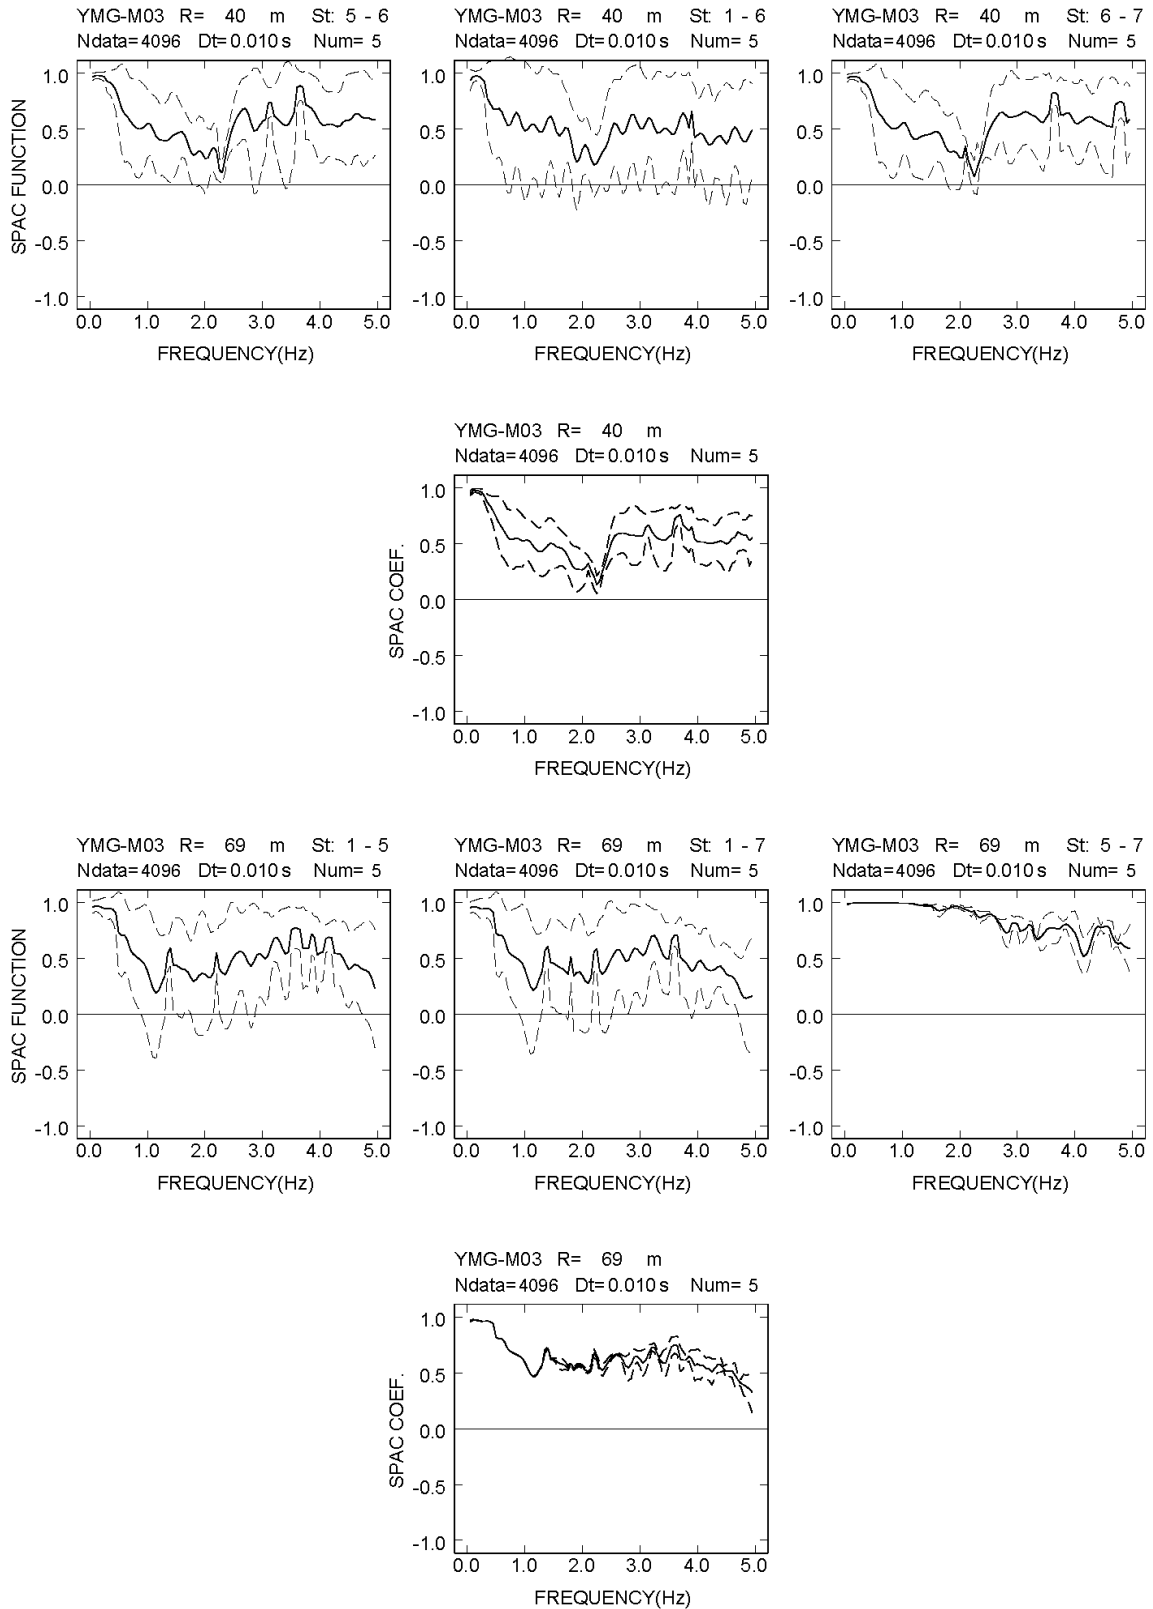 YMG-M03 R= 40 m St: 5 - 6
Ndata=4096 Dt=0.010 s Num= 5
1.0
0.5
0.0
-0.5
-1.0
SPAC FUNCTION
0.0 1.0 2.0 3.0 4.0 5.0
FREQUENCY(Hz)
YMG-M03 R= 40 m St: 1 - 6
Ndata=4096 Dt=0.010 s Num= 5
1.0
0.5
0.0
-0.5
-1.0
0.0 1.0 2.0 3.0 4.0 5.0
FREQUENCY(Hz)
YMG-M03 R= 40 m St: 6 - 7
Ndata=4096 Dt=0.010 s Num= 5
1.0
0.5
0.0
-0.5
-1.0
0.0 1.0 2.0 3.0 4.0 5.0
FREQUENCY(Hz)
YMG-M03 R= 40 m
Ndata=4096 Dt=0.010 s Num= 5
1.0
0.5
0.0
-0.5
-1.0
SPAC COEF.
0.0 1.0 2.0 3.0 4.0 5.0
FREQUENCY(Hz)
YMG-M03 R= 69 m St: 1 - 5
Ndata=4096 Dt=0.010 s Num= 5
1.0
0.5
0.0
-0.5
-1.0
SPAC FUNCTION
0.0 1.0 2.0 3.0 4.0 5.0
FREQUENCY(Hz)
YMG-M03 R= 69 m St: 1 - 7
Ndata=4096 Dt=0.010 s Num= 5
1.0
0.5
0.0
-0.5
-1.0
0.0 1.0 2.0 3.0 4.0 5.0
FREQUENCY(Hz)
YMG-M03 R= 69 m St: 5 - 7
Ndata=4096 Dt=0.010 s Num= 5
1.0
0.5
0.0
-0.5
-1.0
0.0 1.0 2.0 3.0 4.0 5.0
FREQUENCY(Hz)
YMG-M03 R= 69 m
Ndata=4096 Dt=0.010 s Num= 5
1.0
0.5
0.0
-0.5
-1.0
SPAC COEF.
0.0 1.0 2.0 3.0 4.0 5.0
FREQUENCY(Hz)